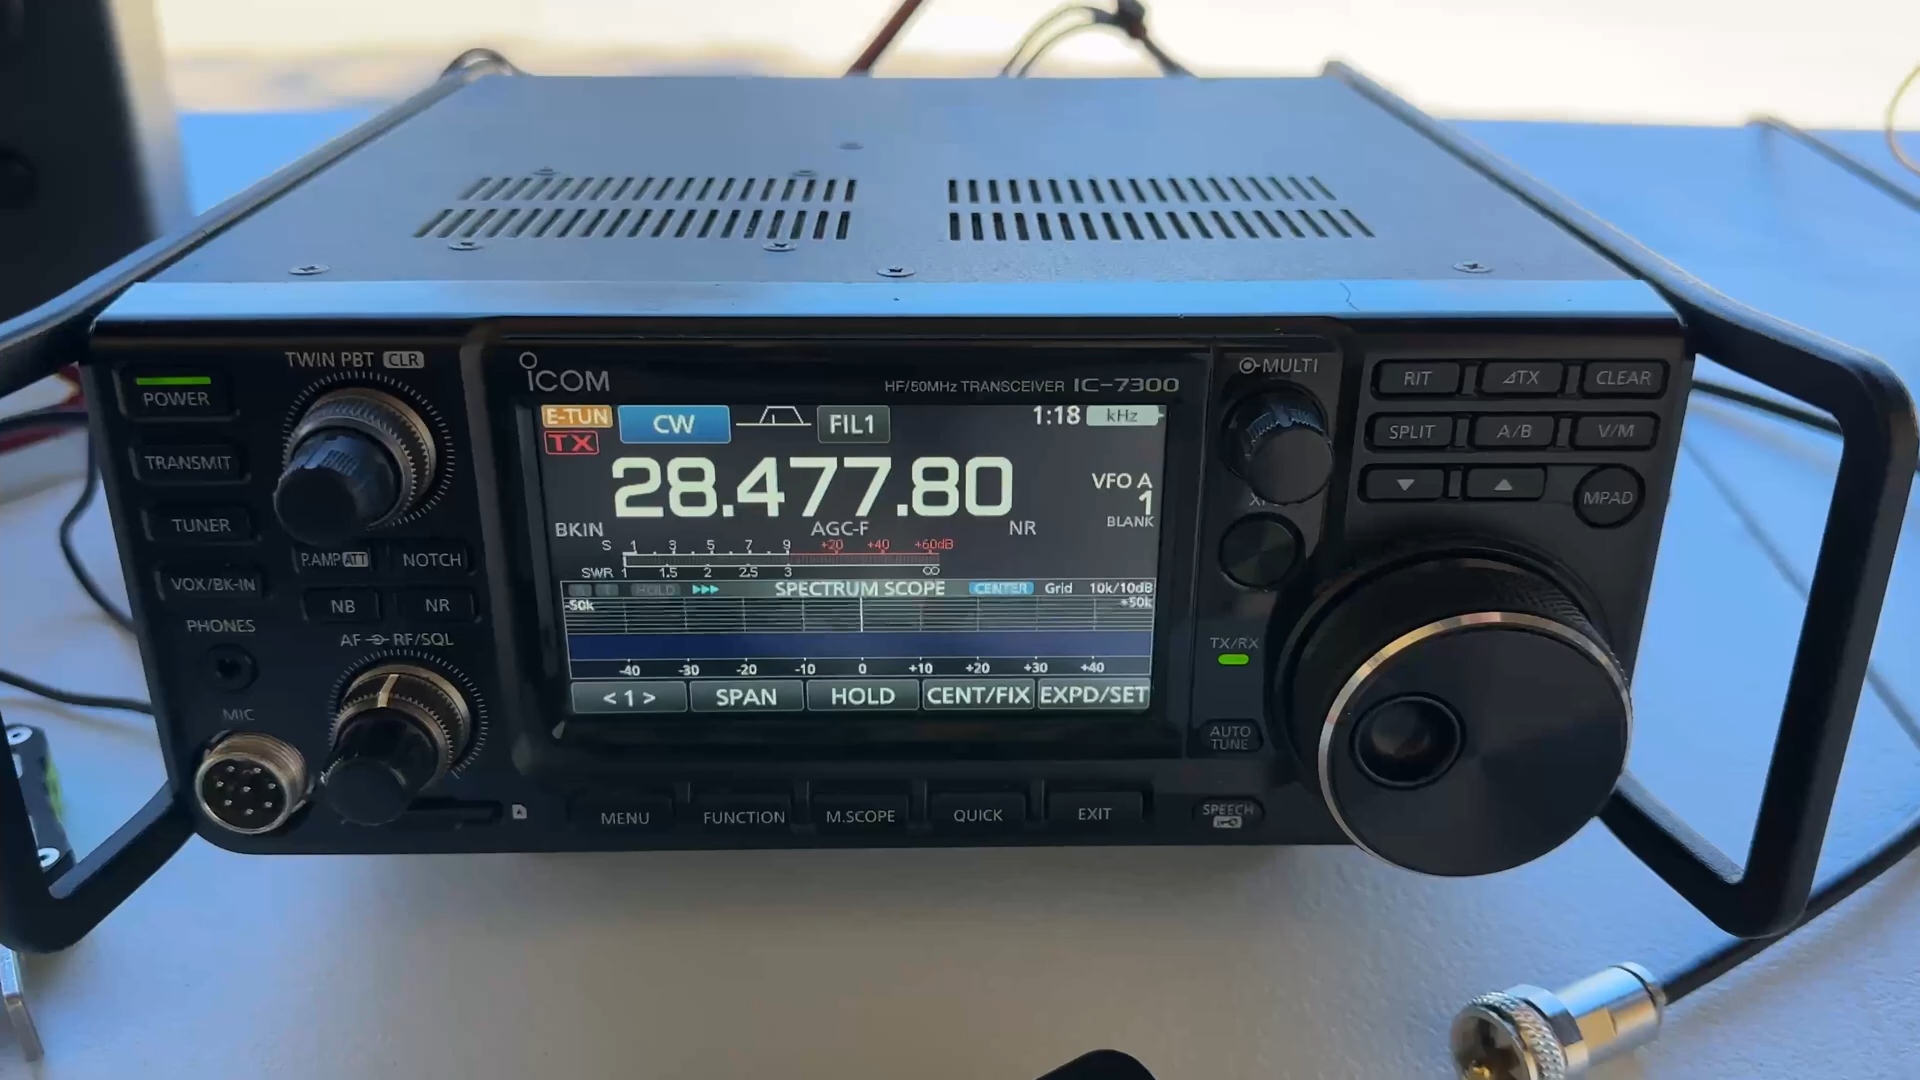 TWIN PBT CLR
POWER
TRANSMIT
TUNER
VOX/BK-IN
PHONES
MIC
P.AMP ATT
NOTCH
NB
NR
AF RF/SQL
ICOM
HF/50MHz TRANSCEIVER IC-7300
E-TUN
CW
FIL1
1:18
kHz
TX
28.477.80
VFO A
1
BLANK
BKIN
AGC-F
NR
S 1 3 5 7 9 +20 +40 +60dB
SWR 1 1.5 2 2.5 3 ∞
HOLD
SPECTRUM SCOPE
CENTER
Grid
10k/10dB
-50k
+50k
-40 -30 -20 -10 0 +10 +20 +30 +40
< 1 >
SPAN
HOLD
CENT/FIX
EXPD/SET
MENU
FUNCTION
M.SCOPE
QUICK
EXIT
MULTI
TX/RX
AUTO
TUNE
SPEECH
RIT
⊿TX
CLEAR
SPLIT
A/B
V/M
▼
▲
MPAD